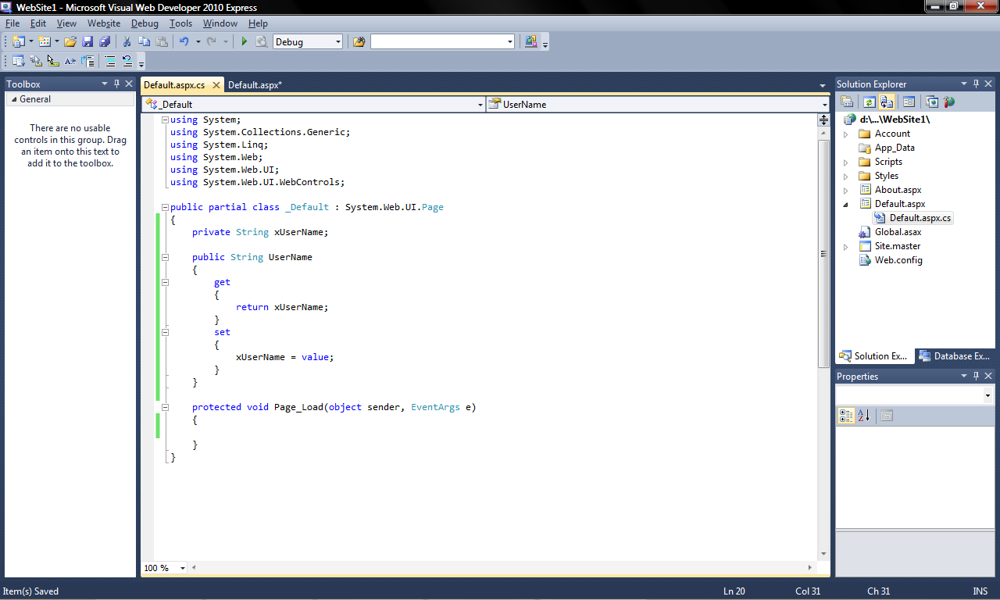 WebSite1 - Microsoft Visual Web Developer 2010 Express
File Edit View Website Debug Tools Window Help
Debug
Toolbox
General
There are no usable
controls in this group. Drag
an item onto this text to
add it to the toolbox.
Default.aspx.cs Default.aspx*
_Default UserName
using System;
using System.Collections.Generic;
using System.Linq;
using System.Web;
using System.Web.UI;
using System.Web.UI.WebControls;
public partial class _Default : System.Web.UI.Page
{
private String xUserName;
public String UserName
{
get
{
return xUserName;
}
set
{
xUserName = value;
}
}
protected void Page_Load(object sender, EventArgs e)
{
}
}
100 %
Solution Explorer
d:\...\WebSite1\
Account
App_Data
Scripts
Styles
About.aspx
Default.aspx
Default.aspx.cs
Global.asax
Site.master
Web.config
Solution Ex... Database Ex...
Properties
Item(s) Saved Ln 20 Col 31 Ch 31 INS